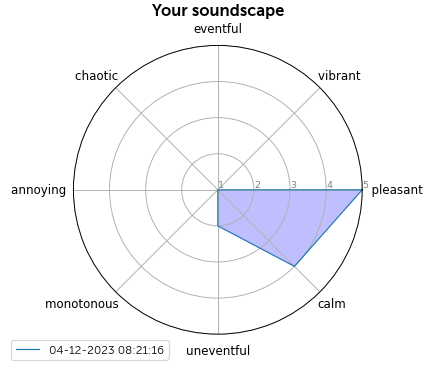 Your soundscape
eventful
chaotic
vibrant
annoying
1 2 3 4 5
pleasant
monotonous
calm
04-12-2023 08:21:16
uneventful